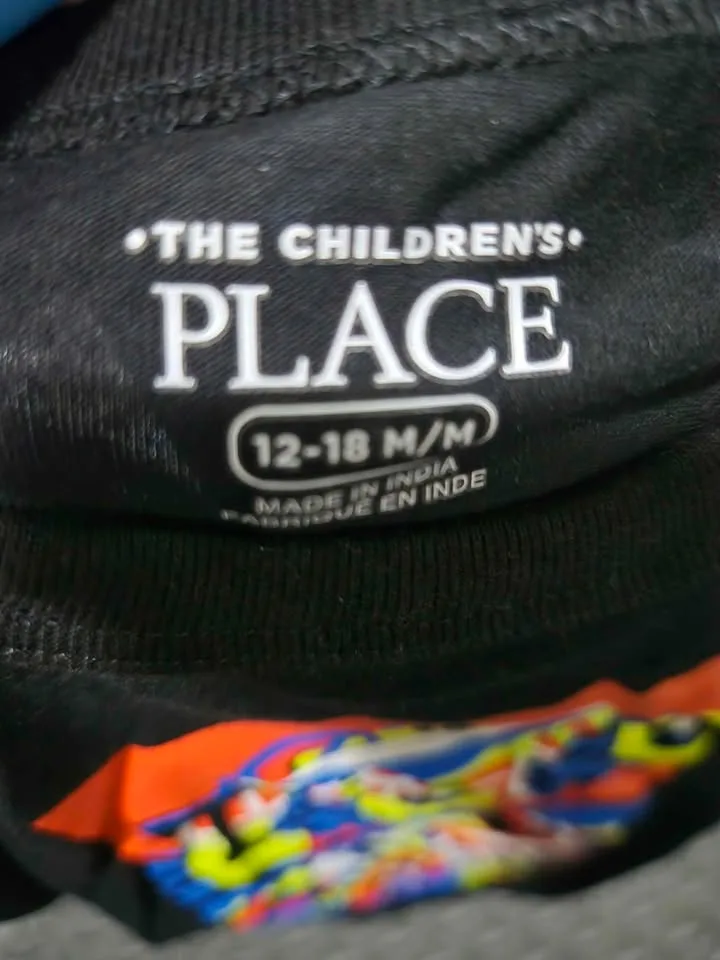 •THE CHILDREN'S•
PLACE
12-18 M/M
MADE IN INDIA
FABRIQUÉ EN INDE